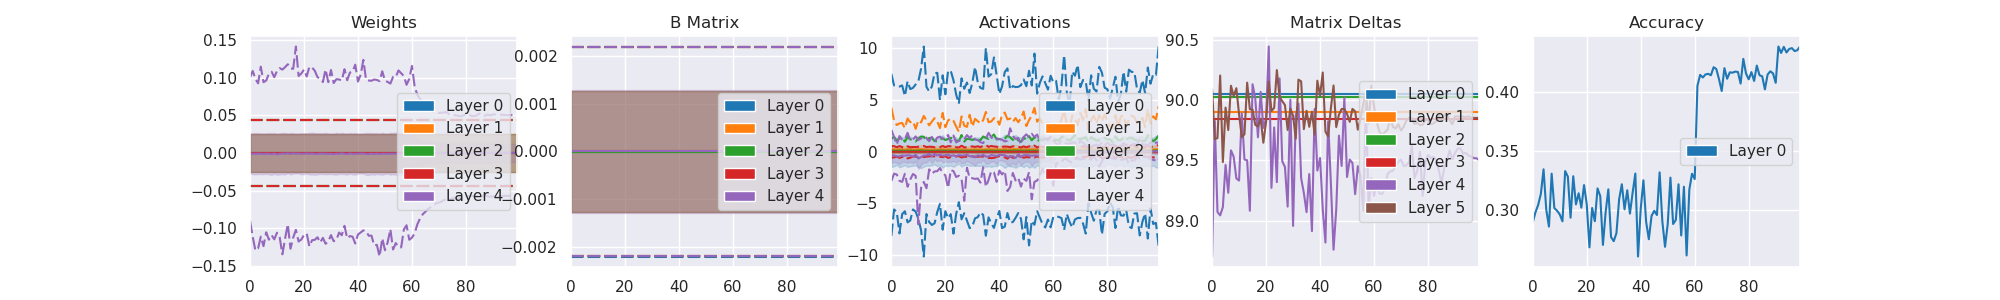 Weights
0.15
0.10
0.05
0.00
−0.05
−0.10
−0.15
0
20
40
60
80
Layer 0
Layer 1
Layer 2
Layer 3
Layer 4
B Matrix
0.002
0.001
0.000
−0.001
−0.002
0
20
40
60
80
Layer 0
Layer 1
Layer 2
Layer 3
Layer 4
Activations
10
5
0
−5
−10
0
20
40
60
80
Layer 0
Layer 1
Layer 2
Layer 3
Layer 4
Matrix Deltas
90.5
90.0
89.5
89.0
0
20
40
60
80
Layer 0
Layer 1
Layer 2
Layer 3
Layer 4
Layer 5
Accuracy
0.40
0.35
0.30
0
20
40
60
80
Layer 0